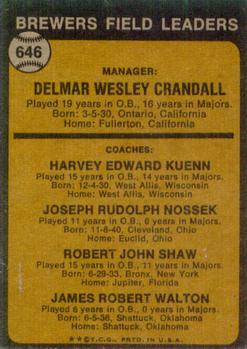 BREWERS FIELD LEADERS
646
MANAGER:
DELMAR WESLEY CRANDALL
Played 19 years in O.B., 16 years in Majors.
Born: 3-5-30, Ontario, California
Home: Fullerton, California
COACHES:
HARVEY EDWARD KUENN
Played 15 years in O.B., 14 years in Majors.
Born: 12-4-30, West Allis, Wisconsin
Home: West Allis, Wisconsin
JOSEPH RUDOLPH NOSSEK
Played 11 years in O.B., 6 years in Majors.
Born: 11-8-40, Cleveland, Ohio
Home: Euclid, Ohio
ROBERT JOHN SHAW
Played 15 years in O.B., 11 years in Majors.
Born: 6-29-33, Bronx, New York
Home: Jupiter, Florida
JAMES ROBERT WALTON
Played 6 years in O.B., 0 years in Majors.
Born: Shattuck, Oklahoma
Home: Shattuck, Oklahoma
★★©T.C.G. PRTD. IN U.S.A.